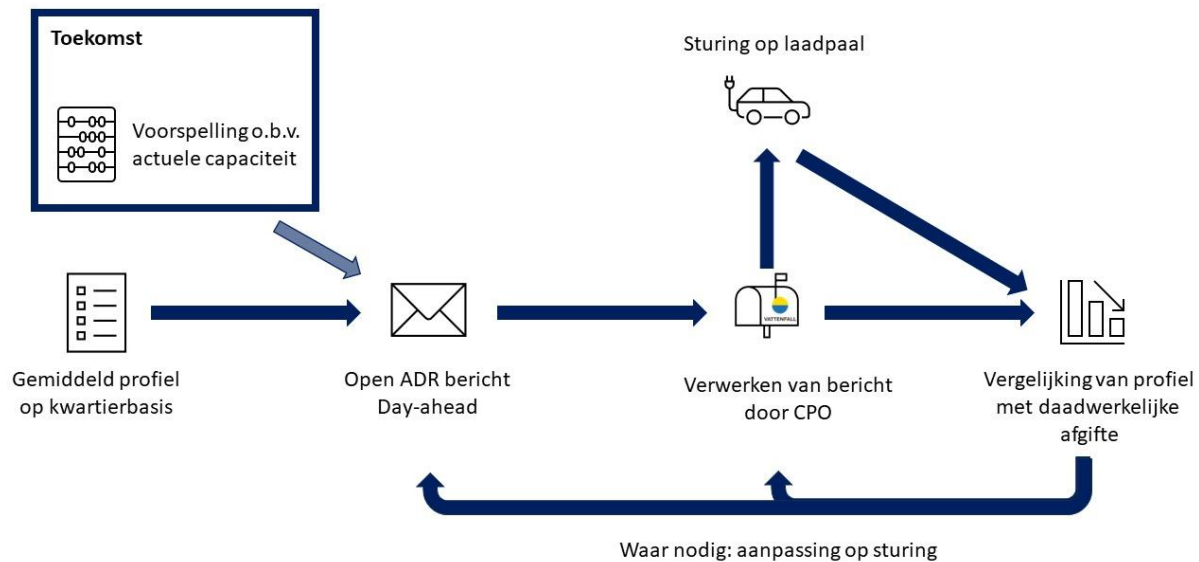 Toekomst
Voorspelling o.b.v.
actuele capaciteit
Sturing op laadpaal
VATTENFALL
Gemiddeld profiel
op kwartierbasis
Open ADR bericht
Day-ahead
Verwerken van bericht
door CPO
Vergelijking van profiel
met daadwerkelijke
afgifte
Waar nodig: aanpassing op sturing